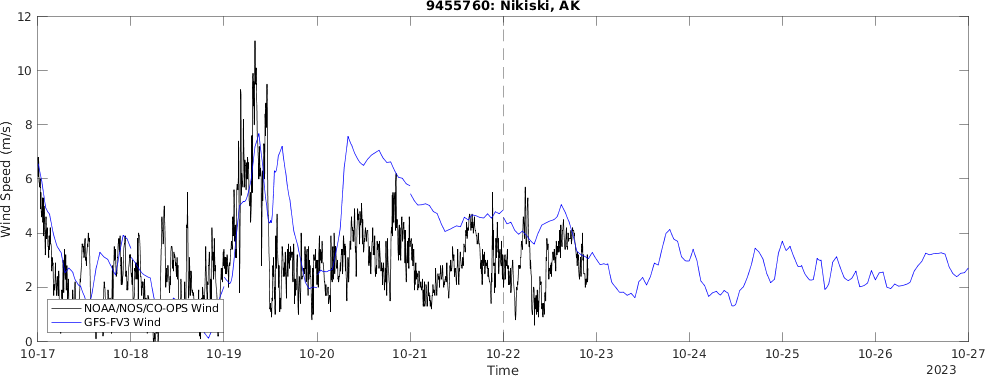 9455760: Nikiski, AK
12
10
8
6
4
2
0
Wind Speed (m/s)
NOAA/NOS/CO-OPS Wind
GFS-FV3 Wind
10-17 10-18 10-19 10-20 10-21 10-22 10-23 10-24 10-25 10-26 10-27
Time
2023